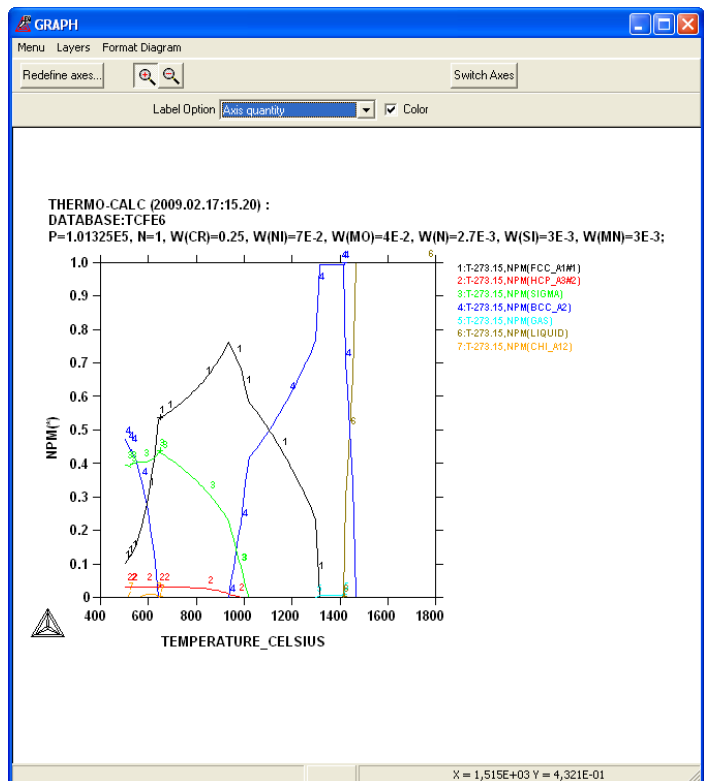 GRAPH
Menu Layers Format Diagram
Redefine axes... Switch Axes
Label Option Axis quantity Color
THERMO-CALC (2009.02.17:15.20) :
DATABASE:TCFE6
P=1.01325E5, N=1, W(CR)=0.25, W(NI)=7E-2, W(MO)=4E-2, W(N)=2.7E-3, W(SI)=3E-3, W(MN)=3E-3;
1:T-273.15,NPM(FCC_A1#1)
2:T-273.15,NPM(HCP_A3#2)
3:T-273.15,NPM(SIGMA)
4:T-273.15,NPM(BCC_A2)
5:T-273.15,NPM(GAS)
6:T-273.15,NPM(LIQUID)
7:T-273.15,NPM(CHI_A12)
1.0
0.9
0.8
0.7
0.6
0.5
0.4
0.3
0.2
0.1
0
NPM(*)
400 600 800 1000 1200 1400 1600 1800
TEMPERATURE_CELSIUS
X = 1,515E+03 Y = 4,321E-01